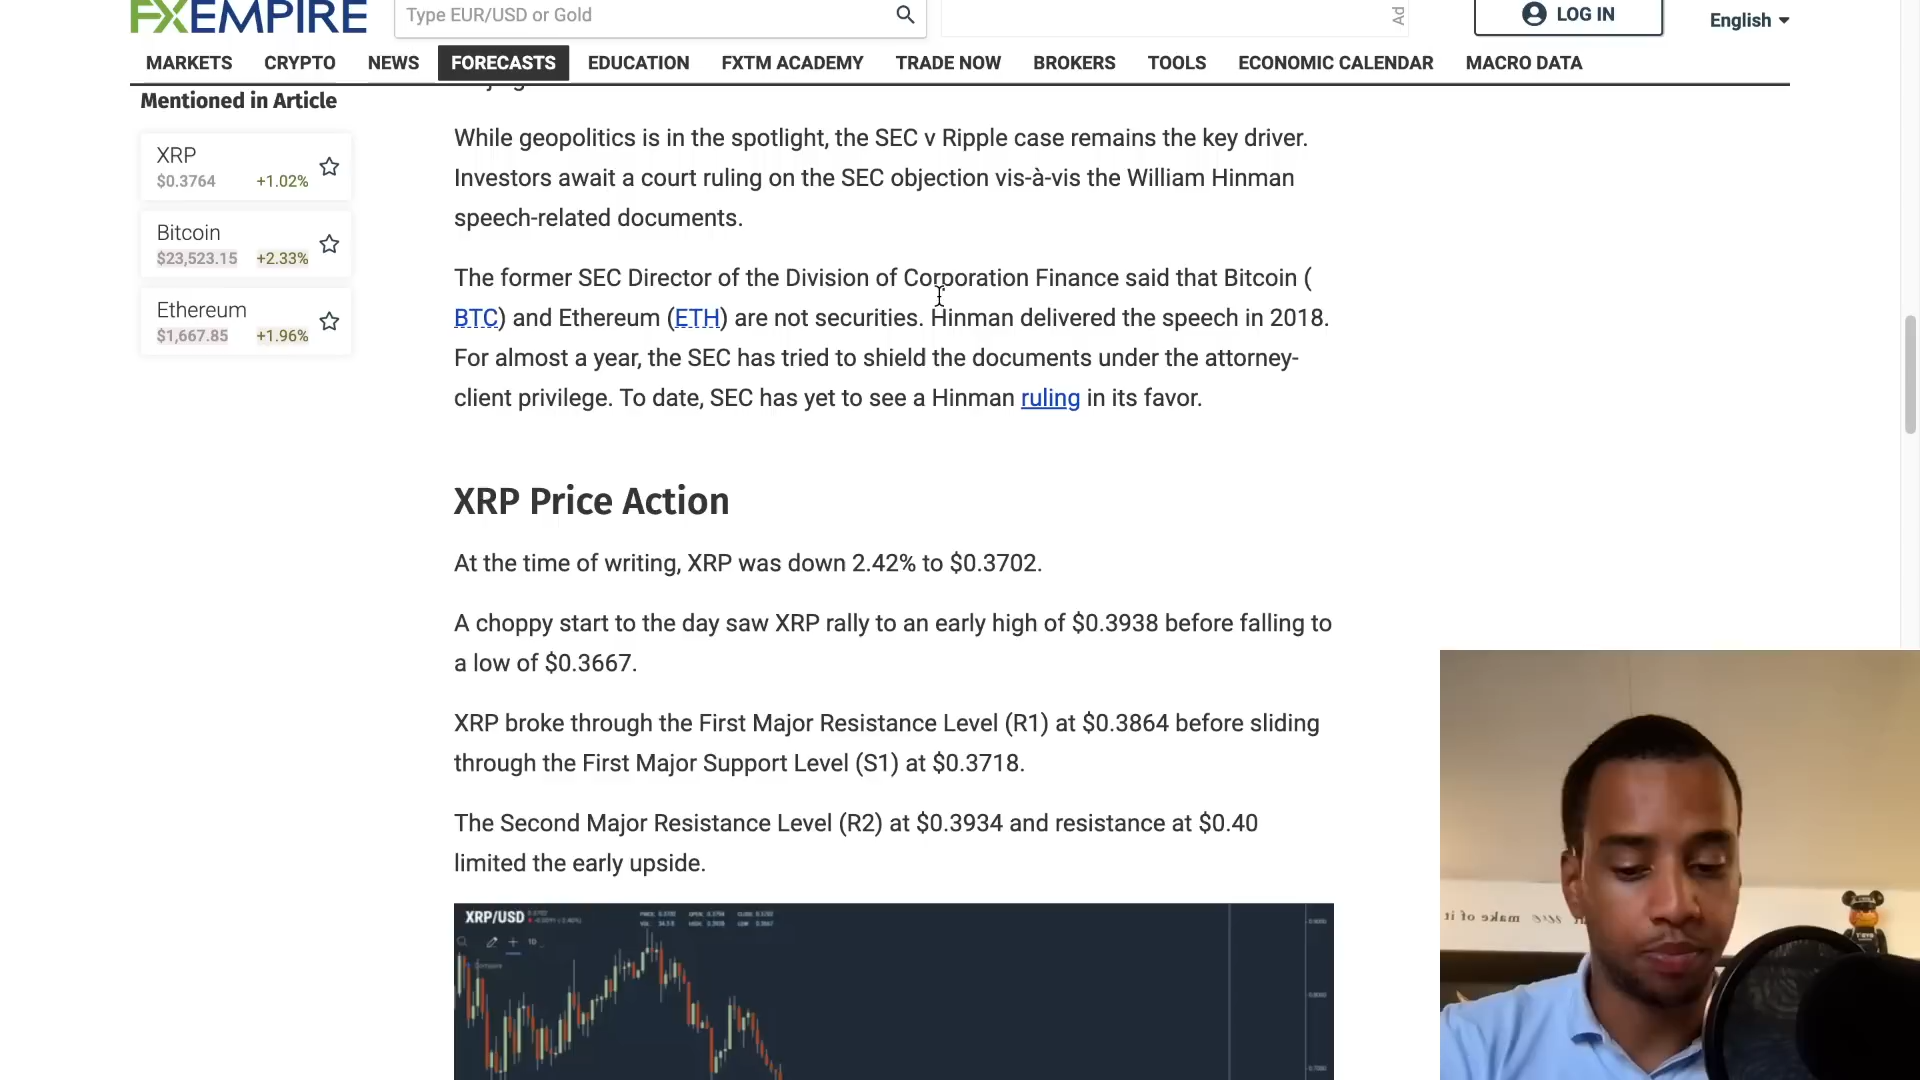 FXEMPIRE
Type EUR/USD or Gold
Ad
LOG IN
English
MARKETS CRYPTO NEWS FORECASTS EDUCATION FXTM ACADEMY TRADE NOW BROKERS TOOLS ECONOMIC CALENDAR MACRO DATA
Mentioned in Article
XRP
$0.3764 +1.02%
Bitcoin
$23,523.15 +2.33%
Ethereum
$1,667.85 +1.96%
While geopolitics is in the spotlight, the SEC v Ripple case remains the key driver.
Investors await a court ruling on the SEC objection vis-à-vis the William Hinman
speech-related documents.
The former SEC Director of the Division of Corporation Finance said that Bitcoin (
BTC) and Ethereum (ETH) are not securities. Hinman delivered the speech in 2018.
For almost a year, the SEC has tried to shield the documents under the attorney-
client privilege. To date, SEC has yet to see a Hinman ruling in its favor.
XRP Price Action
At the time of writing, XRP was down 2.42% to $0.3702.
A choppy start to the day saw XRP rally to an early high of $0.3938 before falling to
a low of $0.3667.
XRP broke through the First Major Resistance Level (R1) at $0.3864 before sliding
through the First Major Support Level (S1) at $0.3718.
The Second Major Resistance Level (R2) at $0.3934 and resistance at $0.40
limited the early upside.
XRP/USD
1D
Compare
make of it